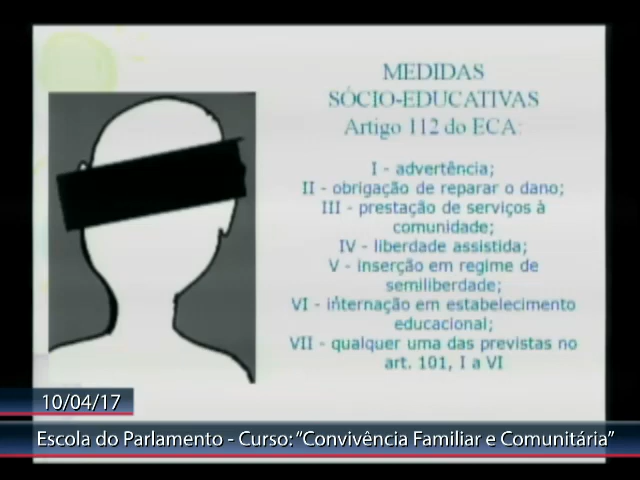 MEDIDAS
SÓCIO-EDUCATIVAS
Artigo 112 do ECA:
I - advertência;
II - obrigação de reparar o dano;
III - prestação de serviços à
comunidade;
IV - liberdade assistida;
V - inserção em regime de
semiliberdade;
VI - internação em estabelecimento
educacional;
VII - qualquer uma das previstas no
art. 101, I a VI
10/04/17
Escola do Parlamento - Curso: “Convivência Familiar e Comunitária”